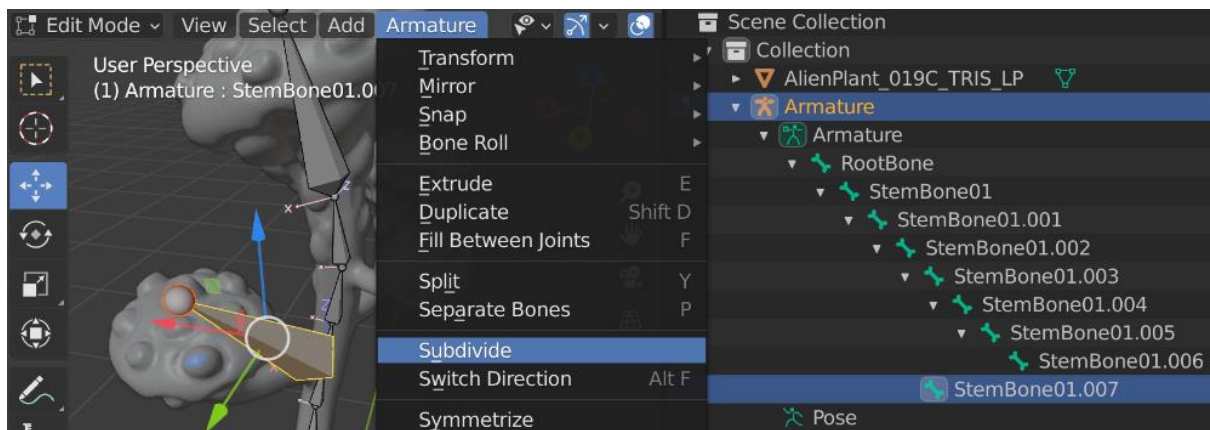 Edit Mode View Select Add Armature
User Perspective
(1) Armature : StemBone01.007
Transform
Mirror
Snap
Bone Roll
Extrude E
Duplicate Shift D
Fill Between Joints F
Split Y
Separate Bones P
Subdivide
Switch Direction Alt F
Symmetrize
Scene Collection
Collection
AlienPlant_019C_TRIS_LP
Armature
Armature
RootBone
StemBone01
StemBone01.001
StemBone01.002
StemBone01.003
StemBone01.004
StemBone01.005
StemBone01.006
StemBone01.007
Pose